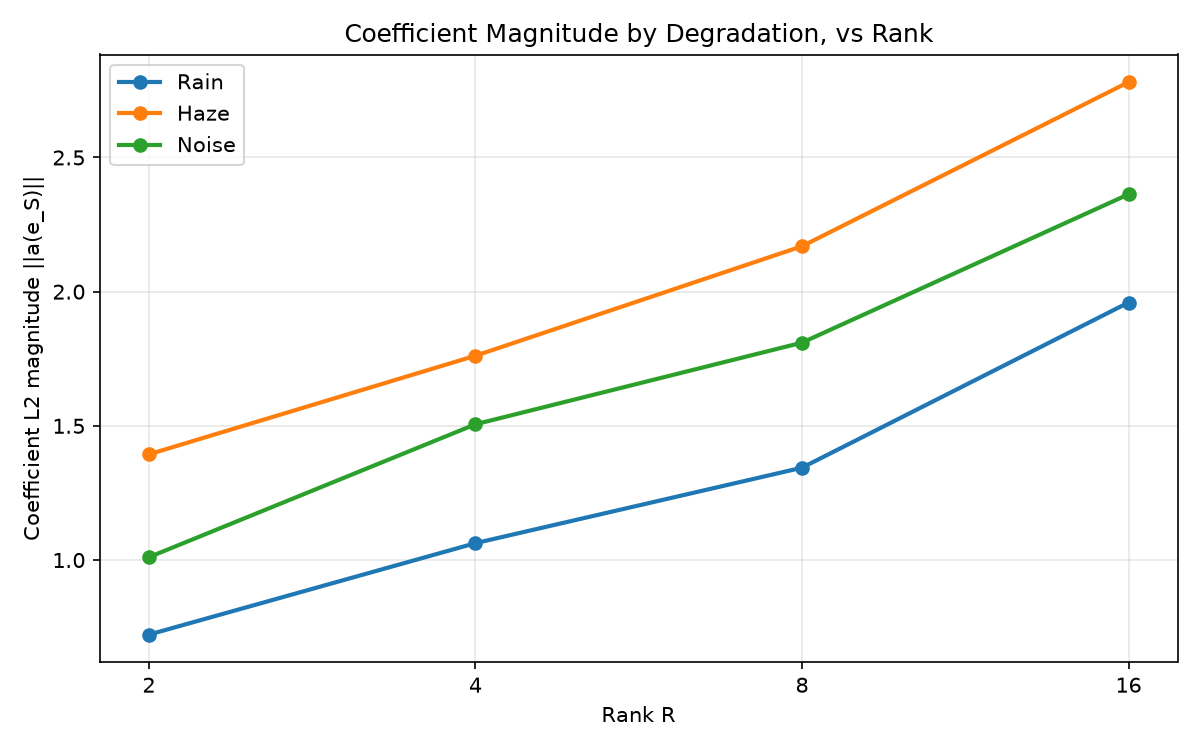 Coefficient Magnitude by Degradation, vs Rank
Rain
Haze
Noise
Coefficient L2 magnitude ||a(e_S)||
2.5
2.0
1.5
1.0
2 4 8 16
Rank R